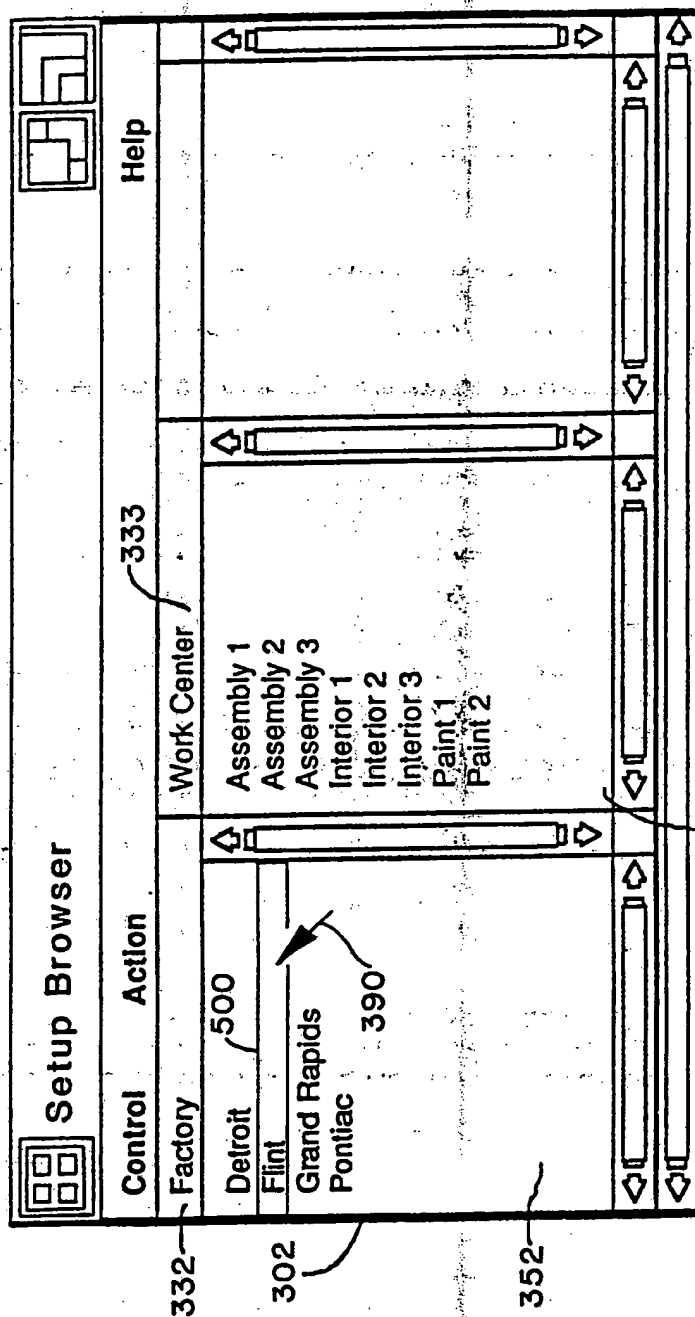 Setup Browser
Control Action Help
332
Factory
Work Center
333
Detroit
500
Flint
Grand Rapids
Pontiac
390
Assembly 1
Assembly 2
Assembly 3
Interior 1
Interior 2
Interior 3
Paint 1
Paint 2
302
352